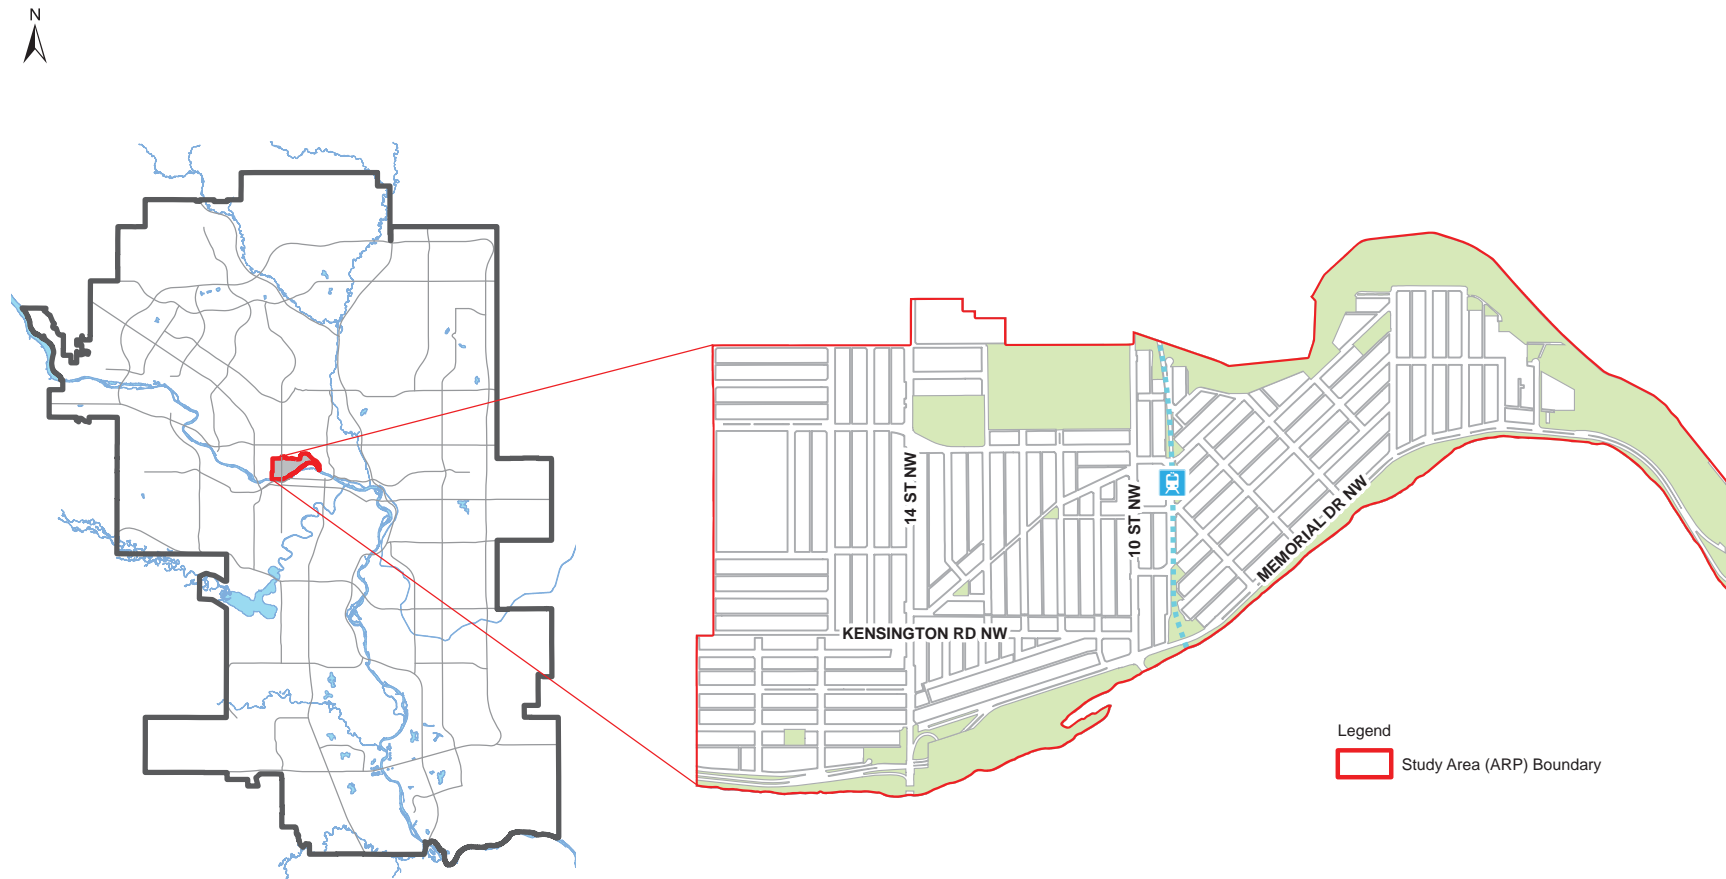 N
14 ST NW
10 ST NW
MEMORIAL DR NW
KENSINGTON RD NW
Legend
Study Area (ARP) Boundary